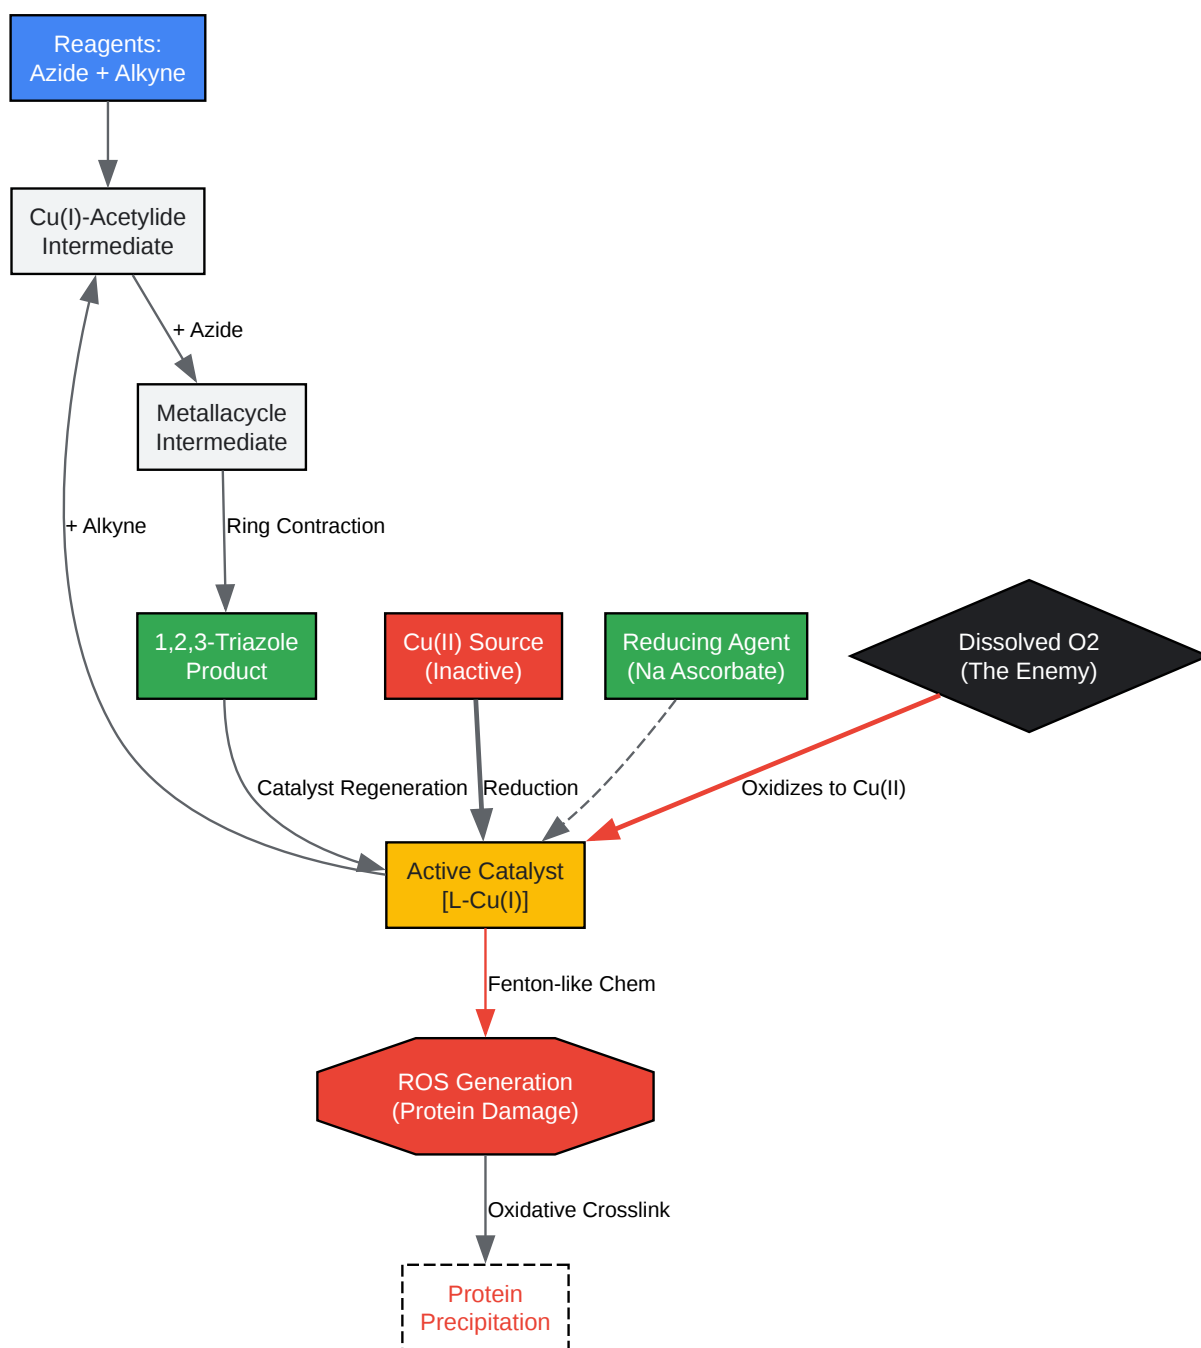 Reagents:
Azide + Alkyne
Cu(I)-Acetylide
Intermediate
+ Azide
Metallacycle
Intermediate
+ Alkyne
Ring Contraction
1,2,3-Triazole
Product
Cu(II) Source
(Inactive)
Reducing Agent
(Na Ascorbate)
Dissolved O2
(The Enemy)
Catalyst Regeneration
Reduction
Oxidizes to Cu(II)
Active Catalyst
[L-Cu(I)]
Fenton-like Chem
ROS Generation
(Protein Damage)
Oxidative Crosslink
Protein
Precipitation